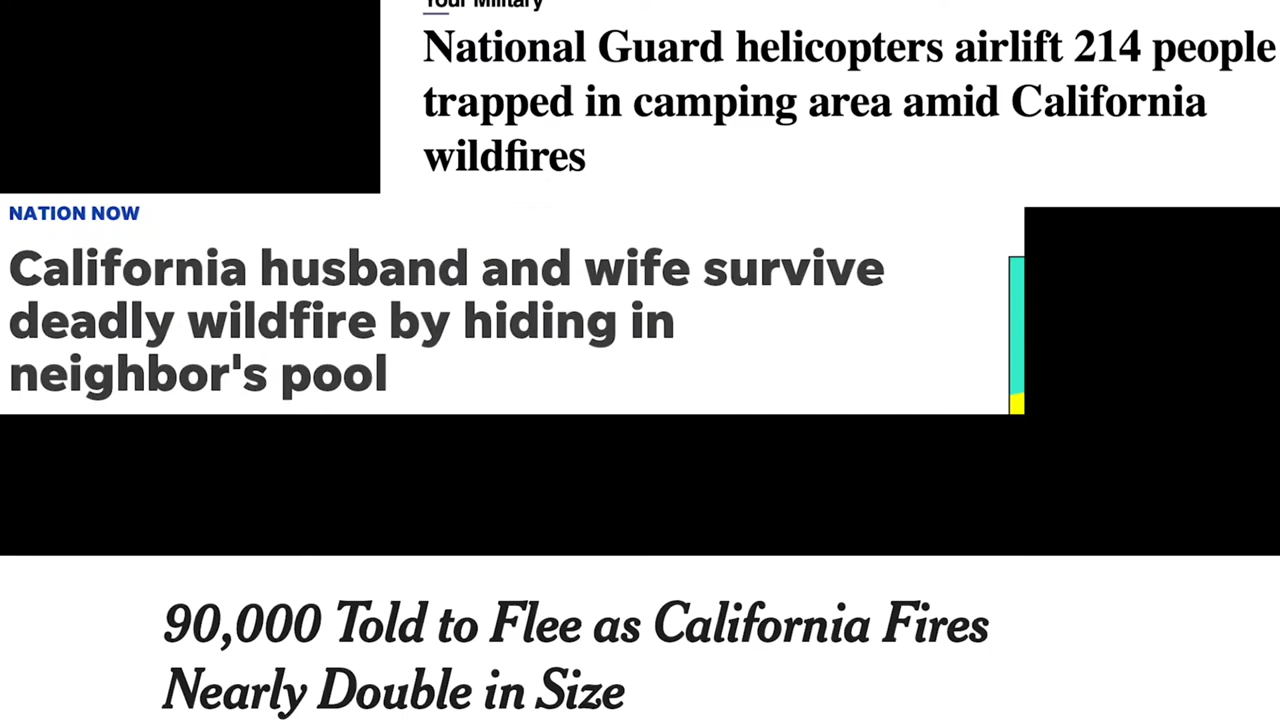 Your Military
National Guard helicopters airlift 214 people
trapped in camping area amid California
wildfires
NATION NOW
California husband and wife survive
deadly wildfire by hiding in
neighbor's pool
90,000 Told to Flee as California Fires
Nearly Double in Size